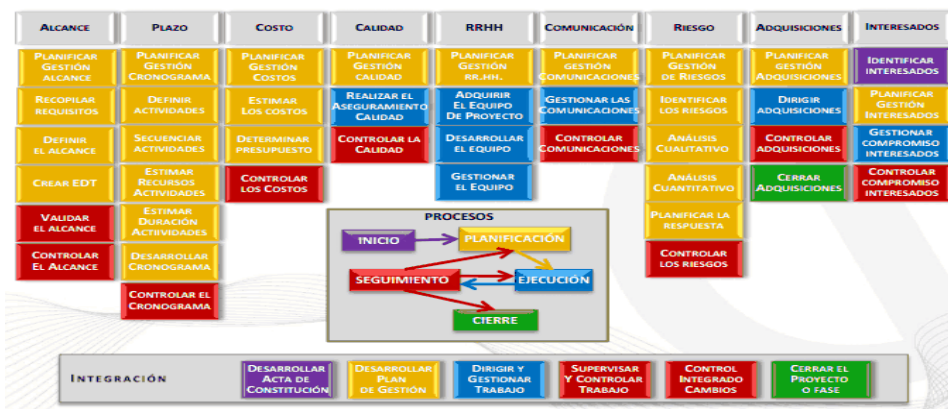 ALCANCE
PLAZO
COSTO
CALIDAD
RRHH
COMUNICACIÓN
RIESGO
ADQUISICIONES
INTERESADOS
PLANIFICAR
GESTIÓN
ALCANCE
RECOPILAR
REQUISITOS
DEFINIR
EL ALCANCE
CREAR EDT
VALIDAR
EL ALCANCE
CONTROLAR
EL ALCANCE
PLANIFICAR
GESTIÓN
CRONOGRAMA
DEFINIR
ACTIVIDADES
SECUENCIAR
ACTIVIDADES
ESTIMAR
RECURSOS
ACTIVIDADES
ESTIMAR
DURACIÓN
ACTIIVIDADES
DESARROLLAR
CRONOGRAMA
CONTROLAR EL
CRONOGRAMA
PLANIFICAR
GESTIÓN
COSTOS
ESTIMAR
LOS COSTOS
DETERMINAR
PRESUPUESTO
CONTROLAR
LOS COSTOS
PLANIFICAR
GESTIÓN
CALIDAD
REALIZAR EL
ASEGURAMIENTO
CALIDAD
CONTROLAR LA
CALIDAD
PLANIFICAR
GESTIÓN
RR.HH.
ADQUIRIR
EL EQUIPO
DE PROYECTO
DESARROLLAR
EL EQUIPO
GESTIONAR
EL EQUIPO
PLANIFICAR
GESTIÓN
COMUNICACIONES
GESTIONAR LAS
COMUNICACIONES
CONTROLAR
COMUNICACIONES
PLANIFICAR
GESTIÓN
DE RIESGOS
IDENTIFICAR
LOS RIESGOS
ANÁLISIS
CUALITATIVO
ANÁLISIS
CUANTITATIVO
PLANIFICAR LA
RESPUESTA
CONTROLAR
LOS RIESGOS
PLANIFICAR
GESTIÓN
ADQUISICIONES
DIRIGIR
ADQUISICIONES
CONTROLAR
ADQUISICIONES
CERRAR
ADQUISICIONES
IDENTIFICAR
INTERESADOS
PLANIFICAR
GESTIÓN
INTERESADOS
GESTIONAR
COMPROMISO
INTERESADOS
CONTROLAR
COMPROMISO
INTERESADOS
PROCESOS
INICIO
PLANIFICACIÓN
SEGUIMIENTO
EJECUCIÓN
CIERRE
INTEGRACIÓN
DESARROLLAR
ACTA DE
CONSTITUCIÓN
DESARROLLAR
PLAN
DE GESTIÓN
DIRIGIR Y
GESTIONAR
TRABAJO
SUPERVISAR
Y CONTROLAR
TRABAJO
CONTROL
INTEGRADO
CAMBIOS
CERRAR EL
PROYECTO
O FASE